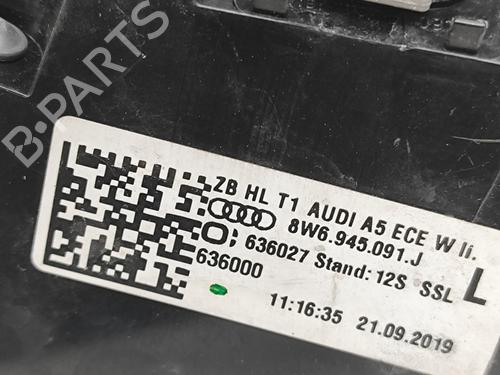 B-PARTS
ZB HL T1 AUDI A5 ECE W li.
8W6.945.091.J
636027 Stand: 12S SSL L
636000
11:16:35 21.09.2019